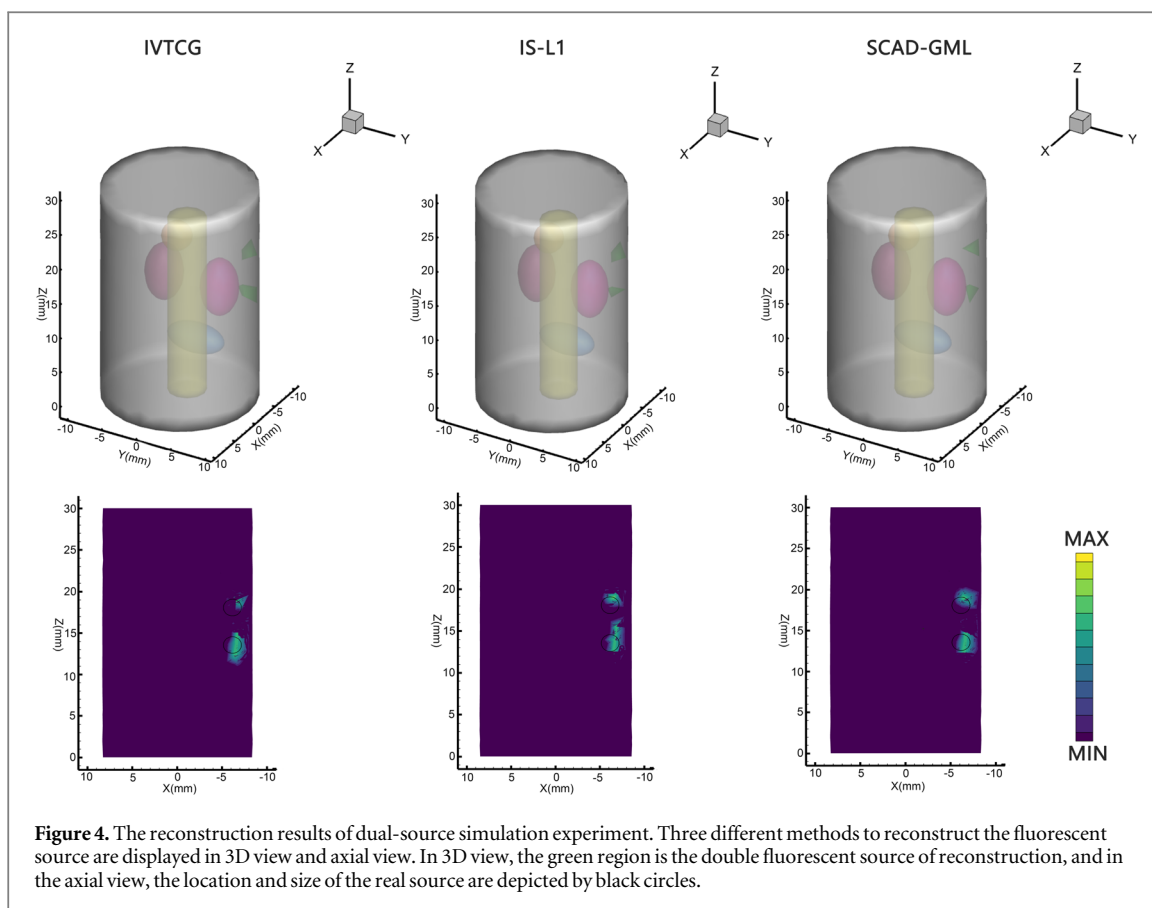 IVTCG IS-L1 SCAD-GML
Z Z Z
X Y X Y X Y
30
25
20
15
10
5
0
Z(mm)
-10 -5 0 5 10
Y(mm)
10 5 0 -5 -10
X(mm)
30
25
20
15
10
5
0
Z(mm)
-10 -5 0 5 10
Y(mm)
10 5 0 -5 -10
X(mm)
30
25
20
15
10
5
0
Z(mm)
-10 -5 0 5 10
Y(mm)
10 5 0 -5 -10
X(mm)
30
25
20
15
10
5
0
Z(mm)
10 5 0 -5 -10
X(mm)
30
25
20
15
10
5
0
Z(mm)
10 5 0 -5 -10
X(mm)
30
25
20
15
10
5
0
Z(mm)
10 5 0 -5 -10
X(mm)
MAX
MIN
Figure 4. The reconstruction results of dual-source simulation experiment. Three different methods to reconstruct the fluorescent
source are displayed in 3D view and axial view. In 3D view, the green region is the double fluorescent source of reconstruction, and in
the axial view, the location and size of the real source are depicted by black circles.